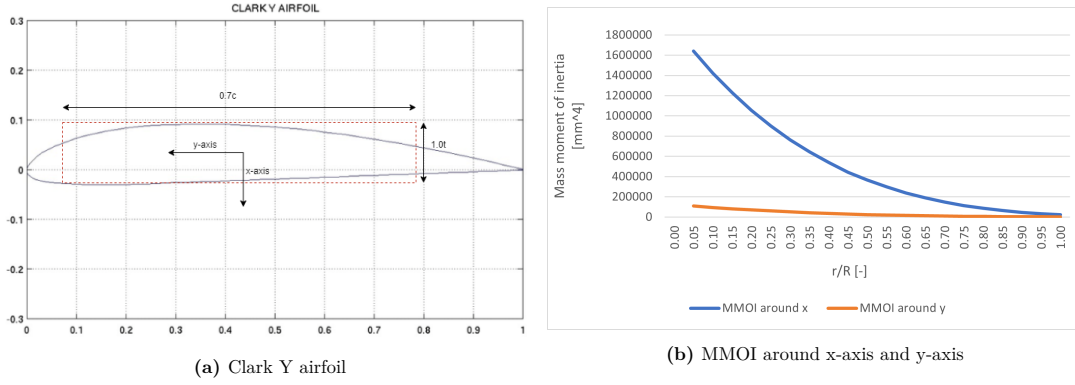 CLARK Y AIRFOIL
0.3
0.2
0.1
0
-0.1
-0.2
-0.3
0 0.1 0.2 0.3 0.4 0.5 0.6 0.7 0.8 0.9 1
0.7c
1.0t
y-axis
x-axis
(a) Clark Y airfoil
Mass moment of inertia
[mm^4]
1800000
1600000
1400000
1200000
1000000
800000
600000
400000
200000
0
0.00 0.05 0.10 0.15 0.20 0.25 0.30 0.35 0.40 0.45 0.50 0.55 0.60 0.65 0.70 0.75 0.80 0.85 0.90 0.95 1.00
r/R [-]
MMOI around x MMOI around y
(b) MMOI around x-axis and y-axis